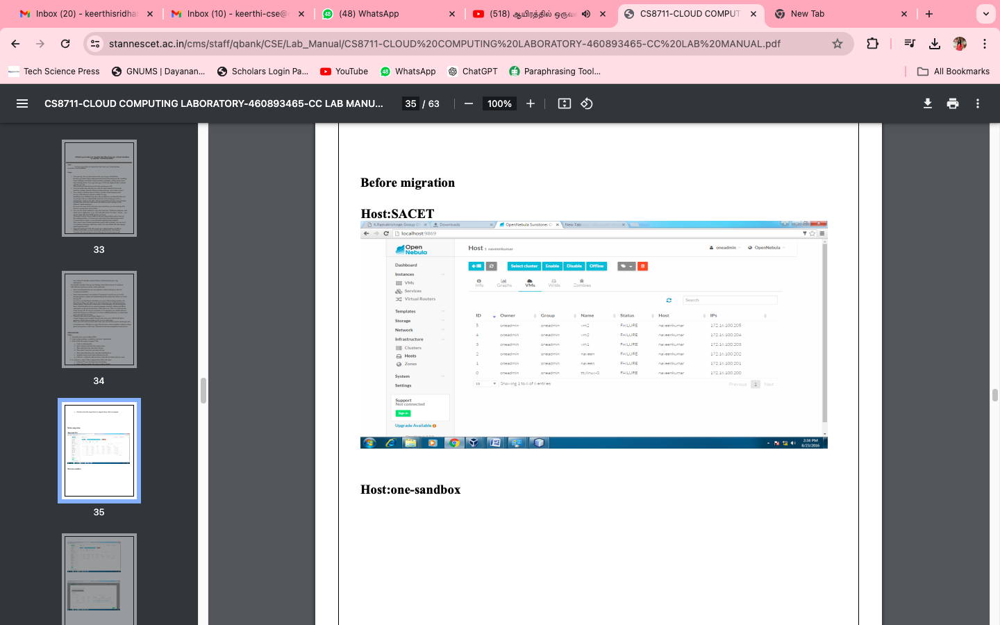 Inbox (20) - keerthisridha
Inbox (10) - keerthi-cse@
(48) WhatsApp
(518) ஆயிரத்தில் ஒருவ
CS8711-CLOUD COMPUT
New Tab
stannescet.ac.in/cms/staff/qbank/CSE/Lab_Manual/CS8711-CLOUD%20COMPUTING%20LABORATORY-460893465-CC%20LAB%20MANUAL.pdf
Tech Science Press
GNUMS | Dayanan...
Scholars Login Pa...
YouTube
WhatsApp
ChatGPT
Paraphrasing Tool...
All Bookmarks
CS8711-CLOUD COMPUTING LABORATORY-460893465-CC LAB MANU...
35 / 63
100%
33
34
35
Before migration
Host:SACET
K.Ramakrishnan Group C
Downloads
OpenNebula Sunstone: C
New Tab
localhost:9869
Open Nebula
Host 1 naveenkumar
oneadmin
OpenNebula
Dashboard
Instances
VMs
Services
Virtual Routers
Templates
Storage
Network
Infrastructure
Clusters
Hosts
Zones
System
Settings
Support
Not connected
Sign in
Upgrade Available
Select cluster
Enable
Disable
Offline
Info
Graphs
VMs
Wilds
Zombies
Search
ID Owner Group Name Status Host IPs
5 oneadmin oneadmin vm2 FAILURE naveenkumar 172.16.100.205
4 oneadmin oneadmin vm2 FAILURE naveenkumar 172.16.100.204
3 oneadmin oneadmin vm1 FAILURE naveenkumar 172.16.100.203
2 oneadmin oneadmin naveen FAILURE naveenkumar 172.16.100.202
1 oneadmin oneadmin naveen FAILURE naveenkumar 172.16.100.201
0 oneadmin oneadmin ttylinux-0 FAILURE naveenkumar 172.16.100.200
10 Showing 1 to 6 of 6 entries
Previous 1 Next
2:34 PM
8/23/2016
Host:one-sandbox